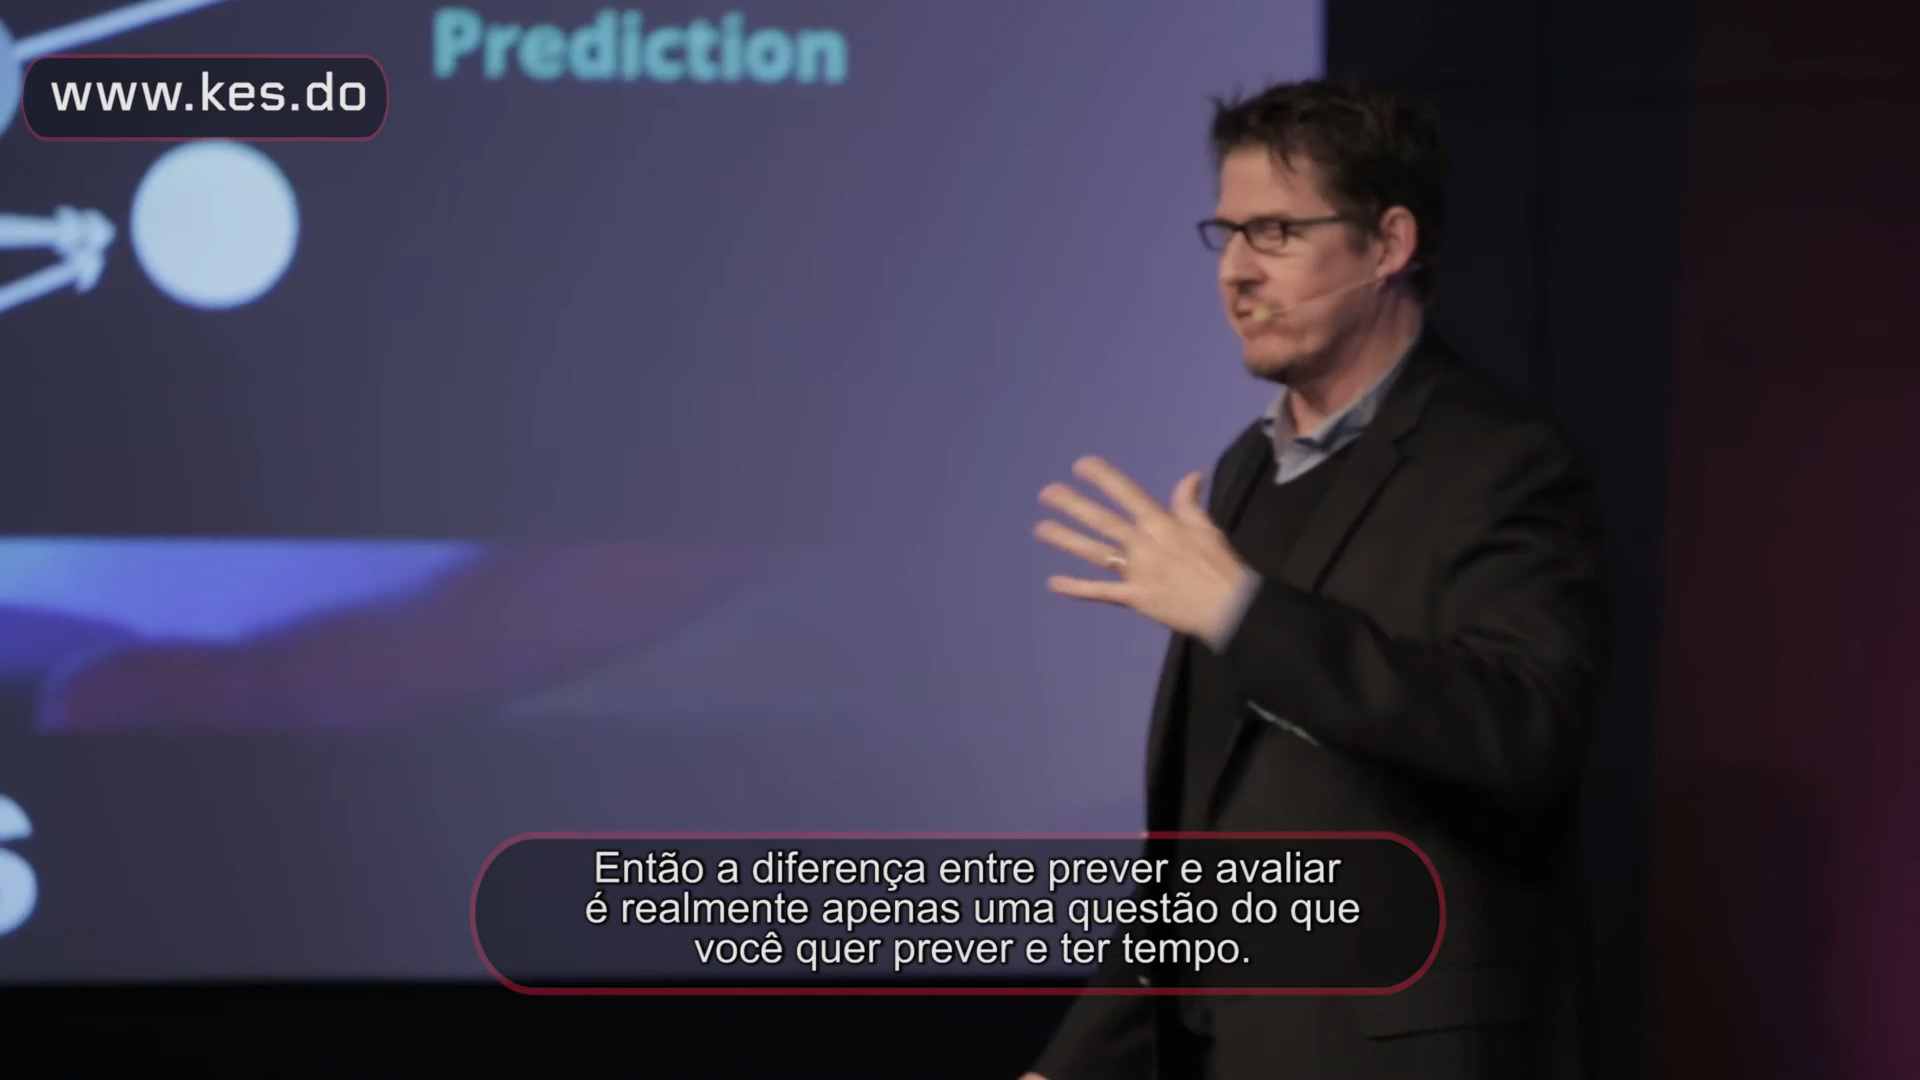 Prediction
www.kes.do
Então a diferença entre prever e avaliar
é realmente apenas uma questão do que
você quer prever e ter tempo.